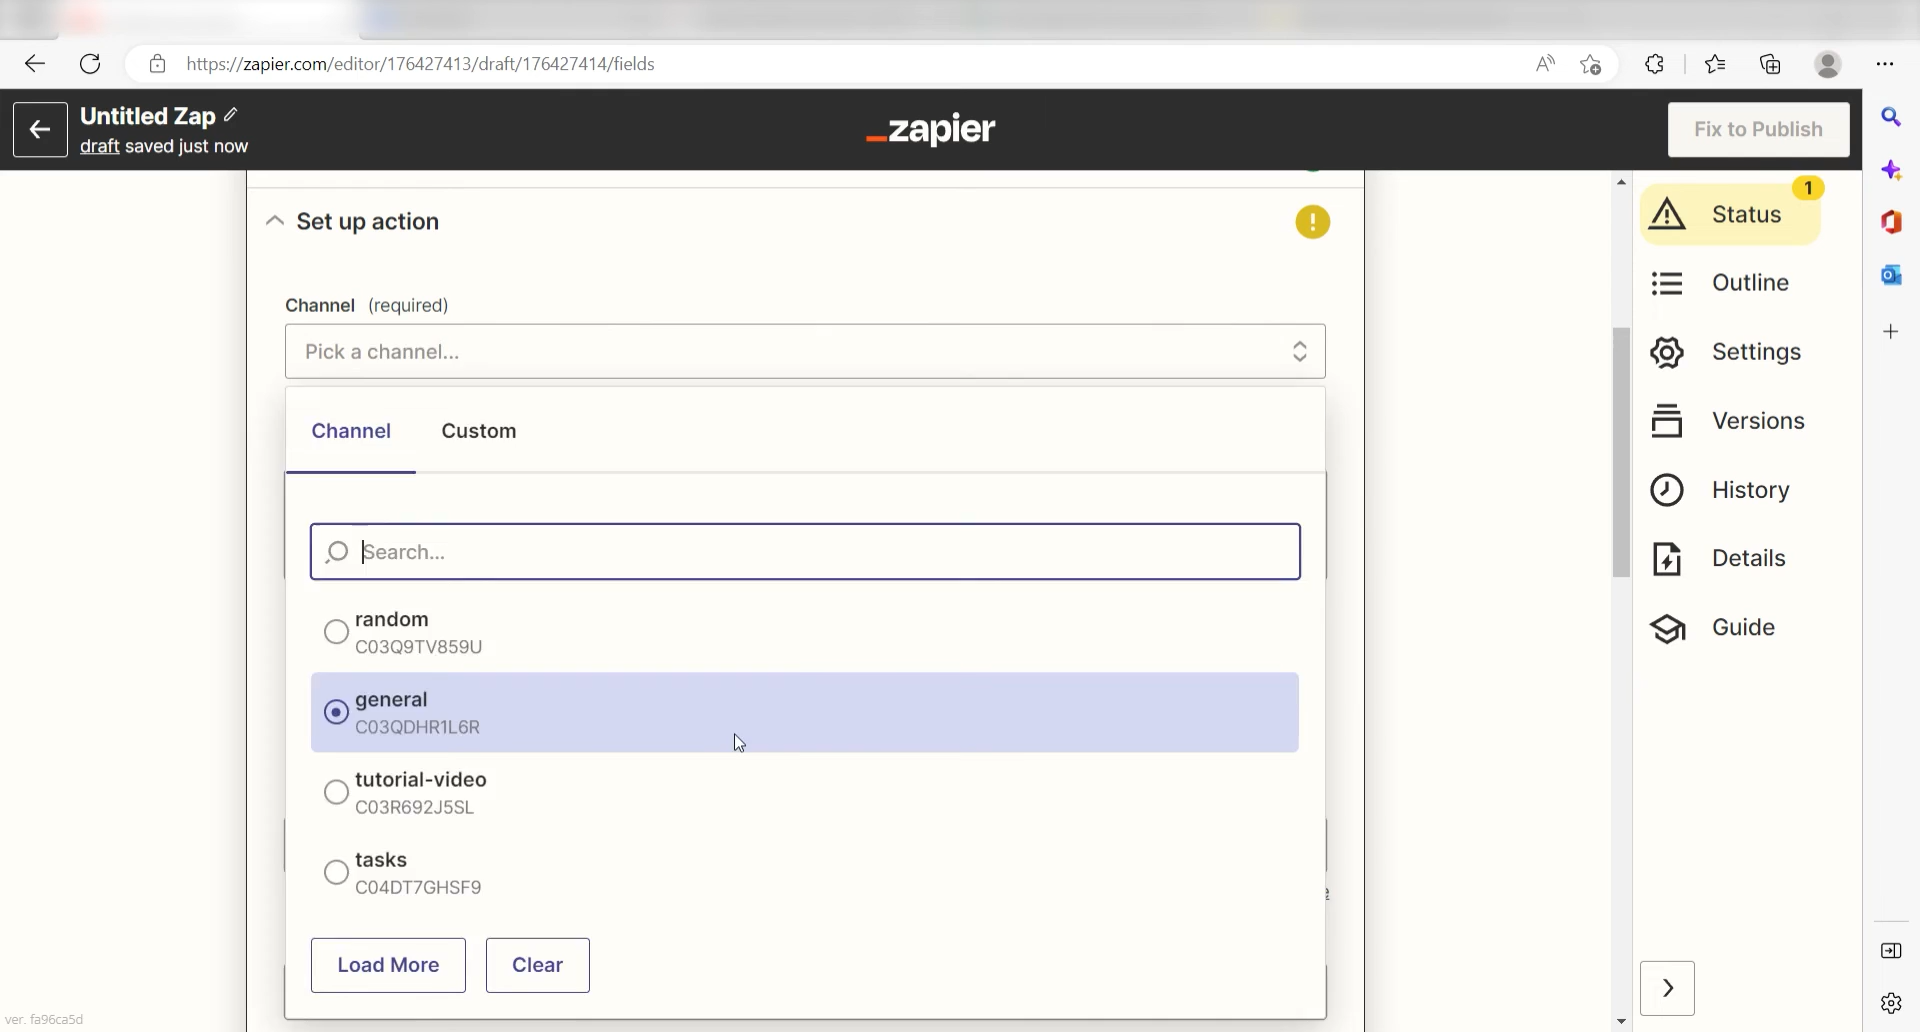 https://zapier.com/editor/176427413/draft/176427414/fields
Untitled Zap
draft saved just now
_zapier
Fix to Publish
Set up action
!
1
Status
Outline
Settings
Versions
History
Details
Guide
Channel (required)
Pick a channel...
Channel Custom
Search...
random
C03Q9TV859U
general
C03QDHR1L6R
tutorial-video
C03R692J5SL
tasks
C04DT7GHSF9
Load More Clear
ver. fa96ca5d